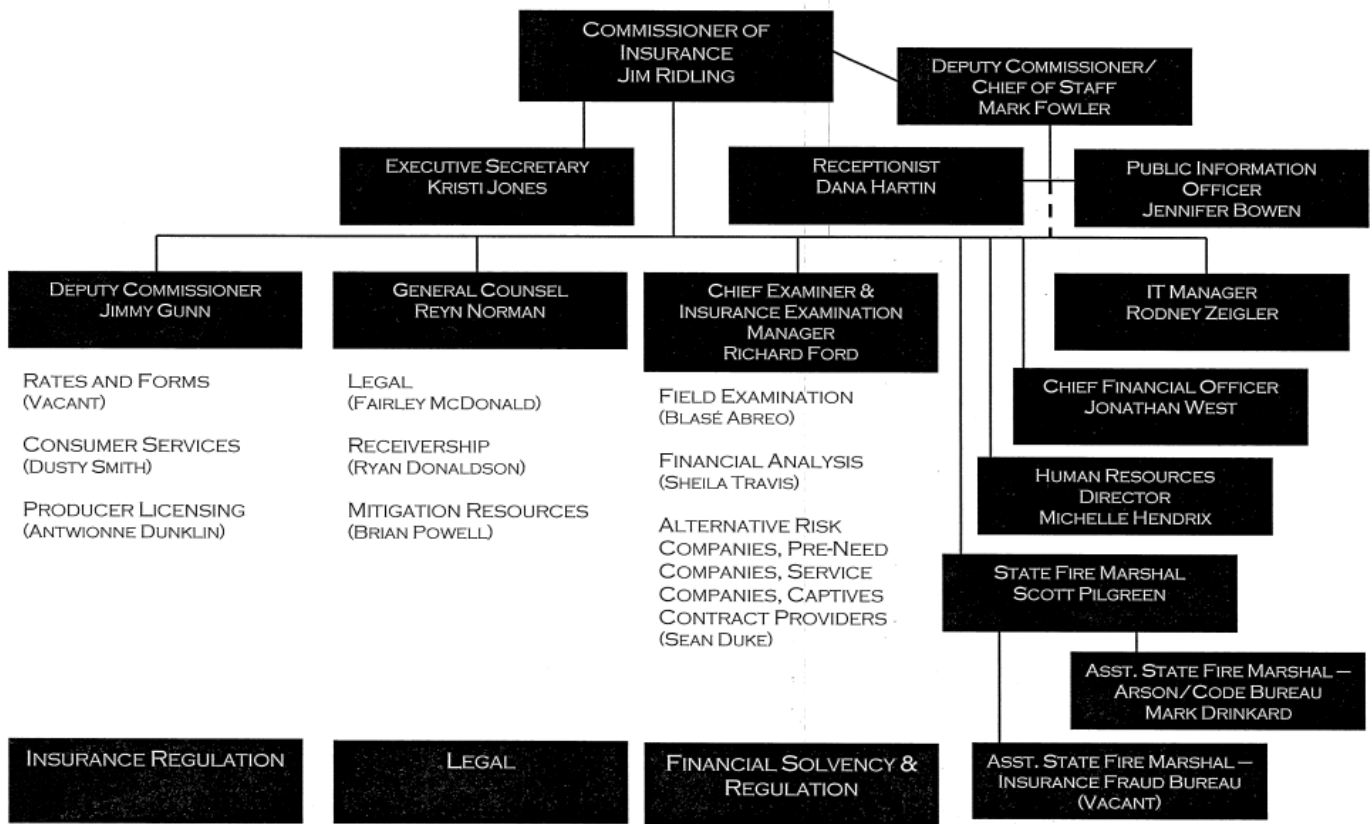 COMMISSIONER OF
INSURANCE
JIM RIDLING
DEPUTY COMMISSIONER/
CHIEF OF STAFF
MARK FOWLER
EXECUTIVE SECRETARY
KRISTI JONES
RECEPTIONIST
DANA HARTIN
PUBLIC INFORMATION
OFFICER
JENNIFER BOWEN
DEPUTY COMMISSIONER
JIMMY GUNN
GENERAL COUNSEL
REYN NORMAN
CHIEF EXAMINER &
INSURANCE EXAMINATION
MANAGER
RICHARD FORD
IT MANAGER
RODNEY ZEIGLER
RATES AND FORMS
(VACANT)
CONSUMER SERVICES
(DUSTY SMITH)
PRODUCER LICENSING
(ANTWIONNE DUNKLIN)
LEGAL
(FAIRLEY MCDONALD)
RECEIVERSHIP
(RYAN DONALDSON)
MITIGATION RESOURCES
(BRIAN POWELL)
FIELD EXAMINATION
(BLASÉ ABREO)
FINANCIAL ANALYSIS
(SHEILA TRAVIS)
ALTERNATIVE RISK
COMPANIES, PRE-NEED
COMPANIES, SERVICE
COMPANIES, CAPTIVES
CONTRACT PROVIDERS
(SEAN DUKE)
CHIEF FINANCIAL OFFICER
JONATHAN WEST
HUMAN RESOURCES
DIRECTOR
MICHELLE HENDRIX
STATE FIRE MARSHAL
SCOTT PILGREEN
ASST. STATE FIRE MARSHAL –
ARSON/CODE BUREAU
MARK DRINKARD
ASST. STATE FIRE MARSHAL –
INSURANCE FRAUD BUREAU
(VACANT)
INSURANCE REGULATION
LEGAL
FINANCIAL SOLVENCY &
REGULATION